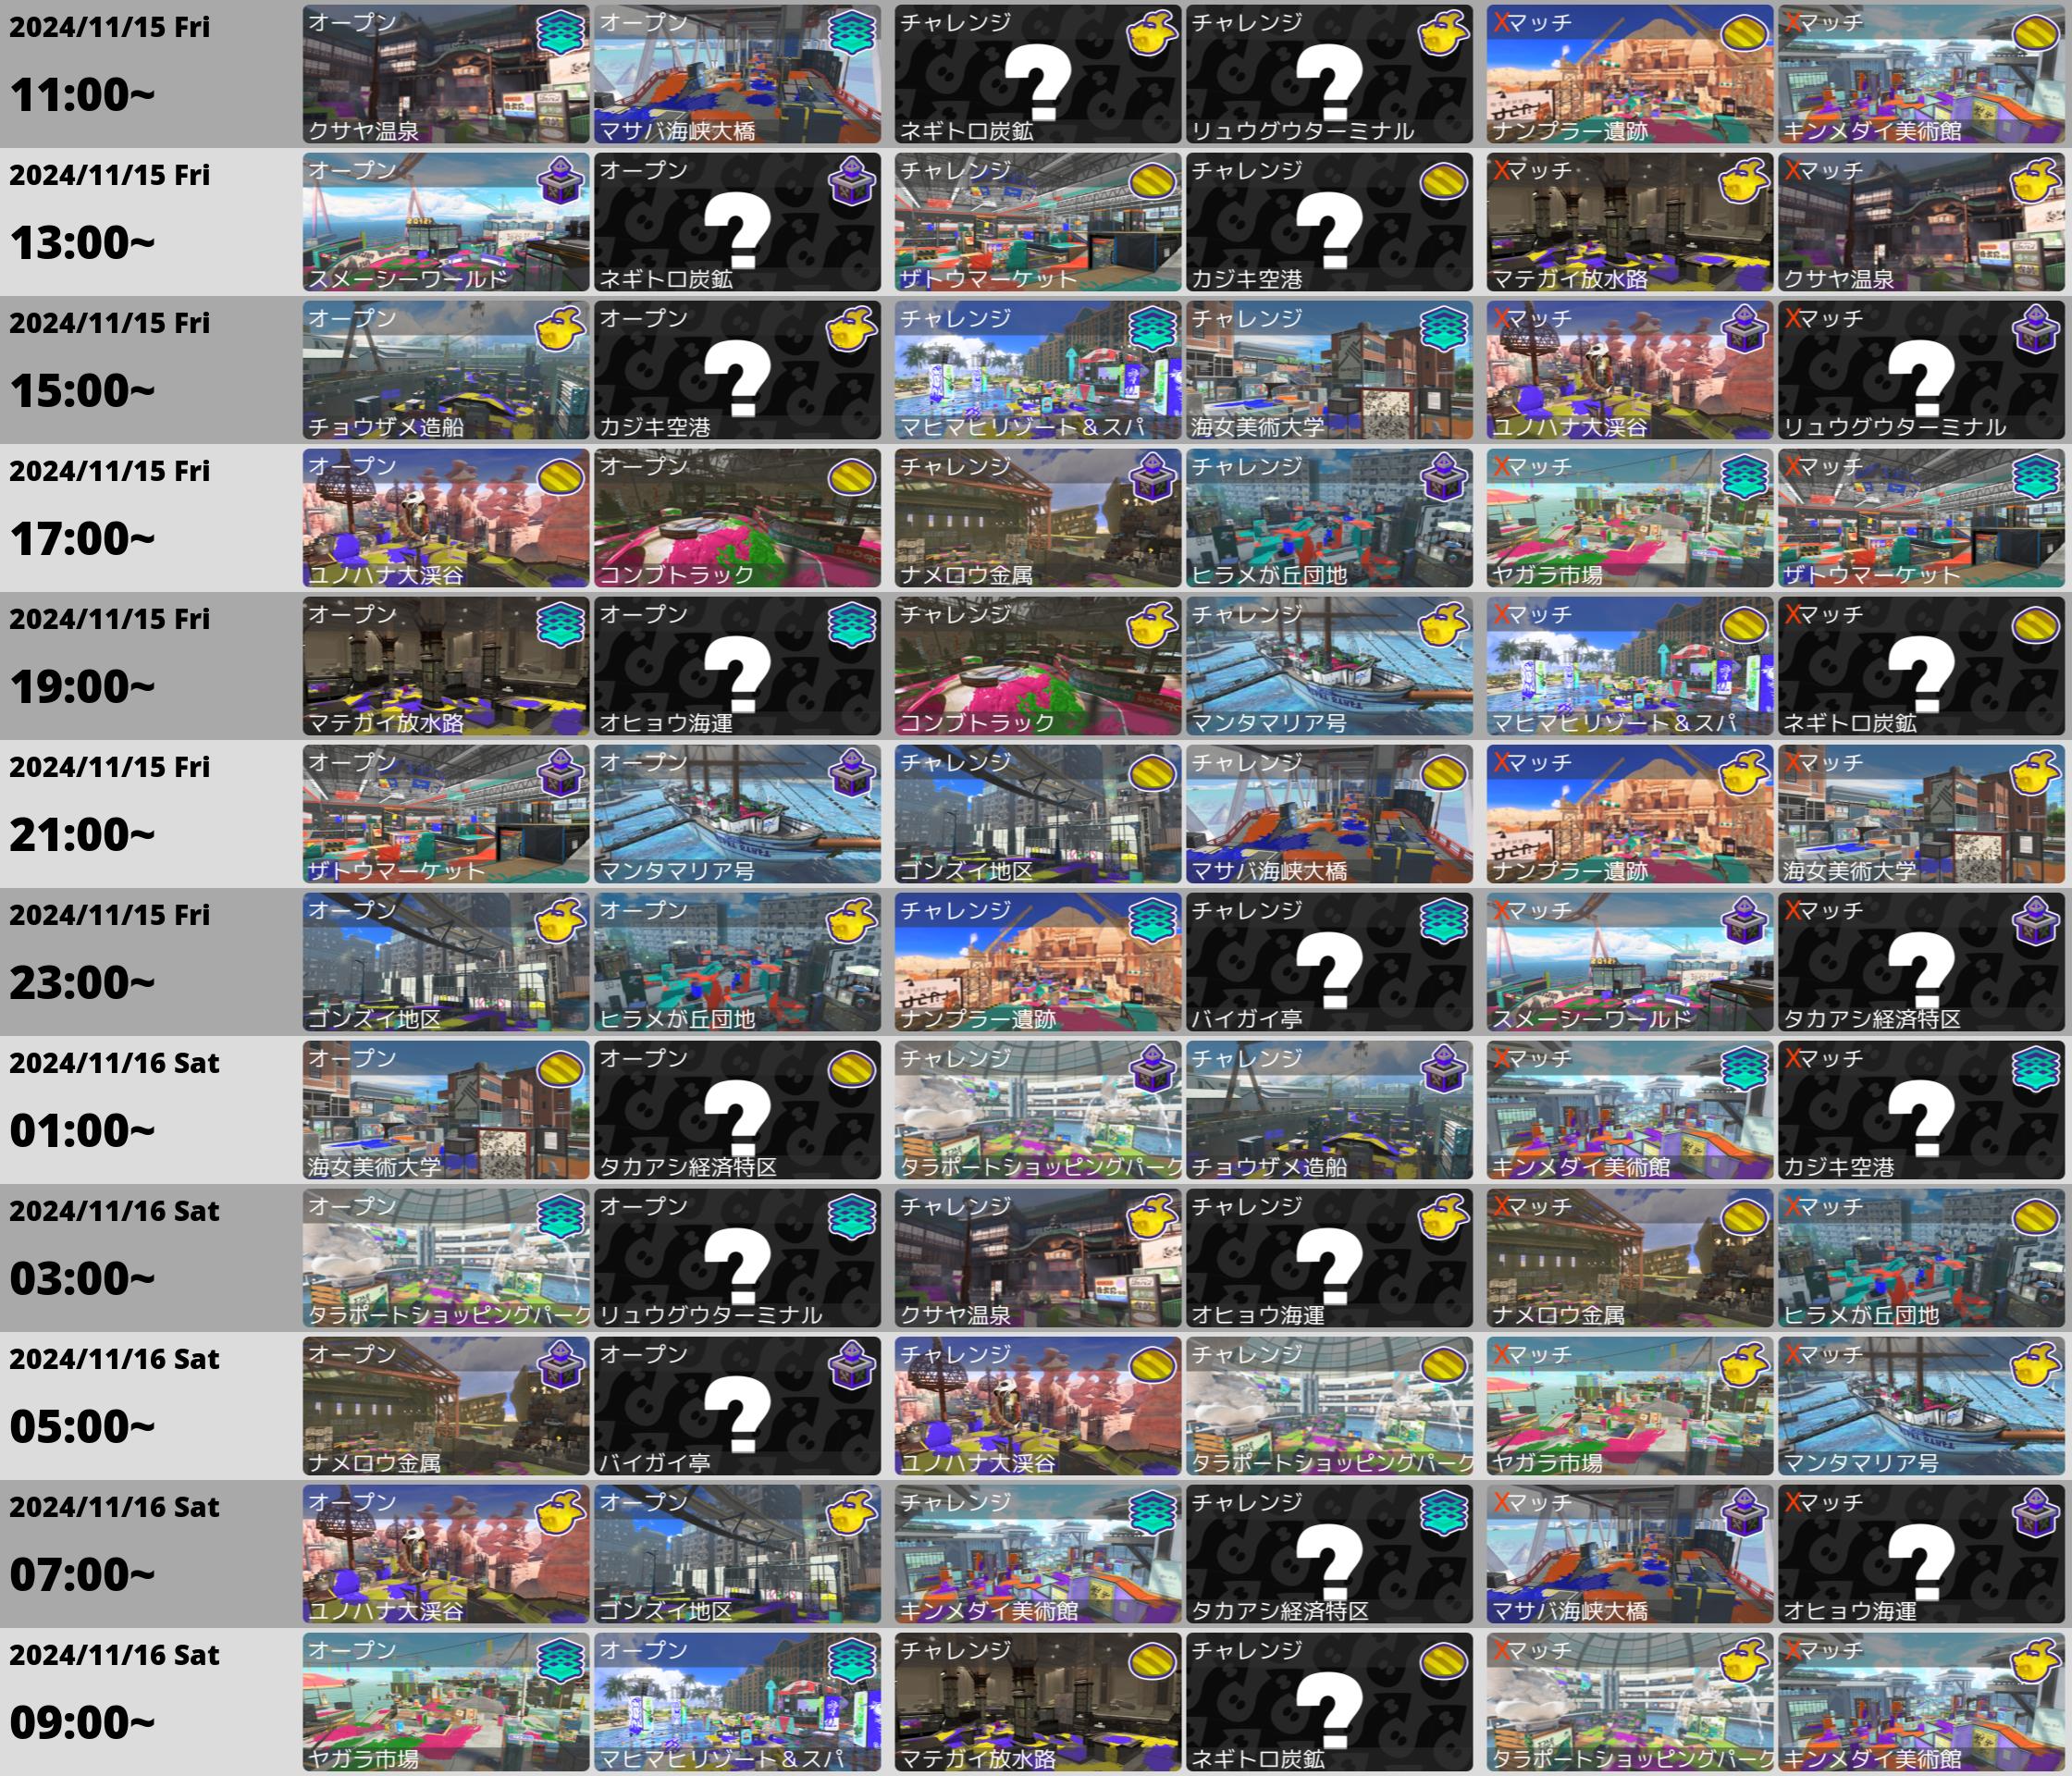 2024/11/15 Fri
11:00~
オープン
クサヤ温泉
オープン
マサバ海峡大橋
チャレンジ
ネギトロ炭鉱
チャレンジ
リュウグウターミナル
Xマッチ
ナンプラー遺跡
Xマッチ
キンメダイ美術館
2024/11/15 Fri
13:00~
オープン
スメーシーワールド
オープン
ネギトロ炭鉱
チャレンジ
ザトウマーケット
チャレンジ
カジキ空港
Xマッチ
マテガイ放水路
Xマッチ
クサヤ温泉
2024/11/15 Fri
15:00~
オープン
チョウザメ造船
オープン
カジキ空港
チャレンジ
マヒマヒリゾート&スパ
チャレンジ
海女美術大学
Xマッチ
ユノハナ大渓谷
Xマッチ
リュウグウターミナル
2024/11/15 Fri
17:00~
オープン
ユノハナ大渓谷
オープン
コンブトラック
チャレンジ
ナメロウ金属
チャレンジ
ヒラメが丘団地
Xマッチ
ヤガラ市場
Xマッチ
ザトウマーケット
2024/11/15 Fri
19:00~
オープン
マテガイ放水路
オープン
オヒョウ海運
チャレンジ
コンブトラック
チャレンジ
マンタマリア号
Xマッチ
マヒマヒリゾート&スパ
Xマッチ
ネギトロ炭鉱
2024/11/15 Fri
21:00~
オープン
ザトウマーケット
オープン
マンタマリア号
チャレンジ
ゴンズイ地区
チャレンジ
マサバ海峡大橋
Xマッチ
ナンプラー遺跡
Xマッチ
海女美術大学
2024/11/15 Fri
23:00~
オープン
ゴンズイ地区
オープン
ヒラメが丘団地
チャレンジ
ナンプラー遺跡
チャレンジ
バイガイ亭
Xマッチ
スメーシーワールド
Xマッチ
タカアシ経済特区
2024/11/16 Sat
01:00~
オープン
海女美術大学
オープン
タカアシ経済特区
チャレンジ
タラポートショッピングパーク
チャレンジ
チョウザメ造船
Xマッチ
キンメダイ美術館
Xマッチ
カジキ空港
2024/11/16 Sat
03:00~
オープン
タラポートショッピングパーク
オープン
リュウグウターミナル
チャレンジ
クサヤ温泉
チャレンジ
オヒョウ海運
Xマッチ
ナメロウ金属
Xマッチ
ヒラメが丘団地
2024/11/16 Sat
05:00~
オープン
ナメロウ金属
オープン
バイガイ亭
チャレンジ
ユノハナ大渓谷
チャレンジ
タラポートショッピングパーク
Xマッチ
ヤガラ市場
Xマッチ
マンタマリア号
2024/11/16 Sat
07:00~
オープン
ユノハナ大渓谷
オープン
ゴンズイ地区
チャレンジ
キンメダイ美術館
チャレンジ
タカアシ経済特区
Xマッチ
マサバ海峡大橋
Xマッチ
オヒョウ海運
2024/11/16 Sat
09:00~
オープン
ヤガラ市場
オープン
マヒマヒリゾート&スパ
チャレンジ
マテガイ放水路
チャレンジ
ネギトロ炭鉱
Xマッチ
タラポートショッピングパーク
Xマッチ
キンメダイ美術館